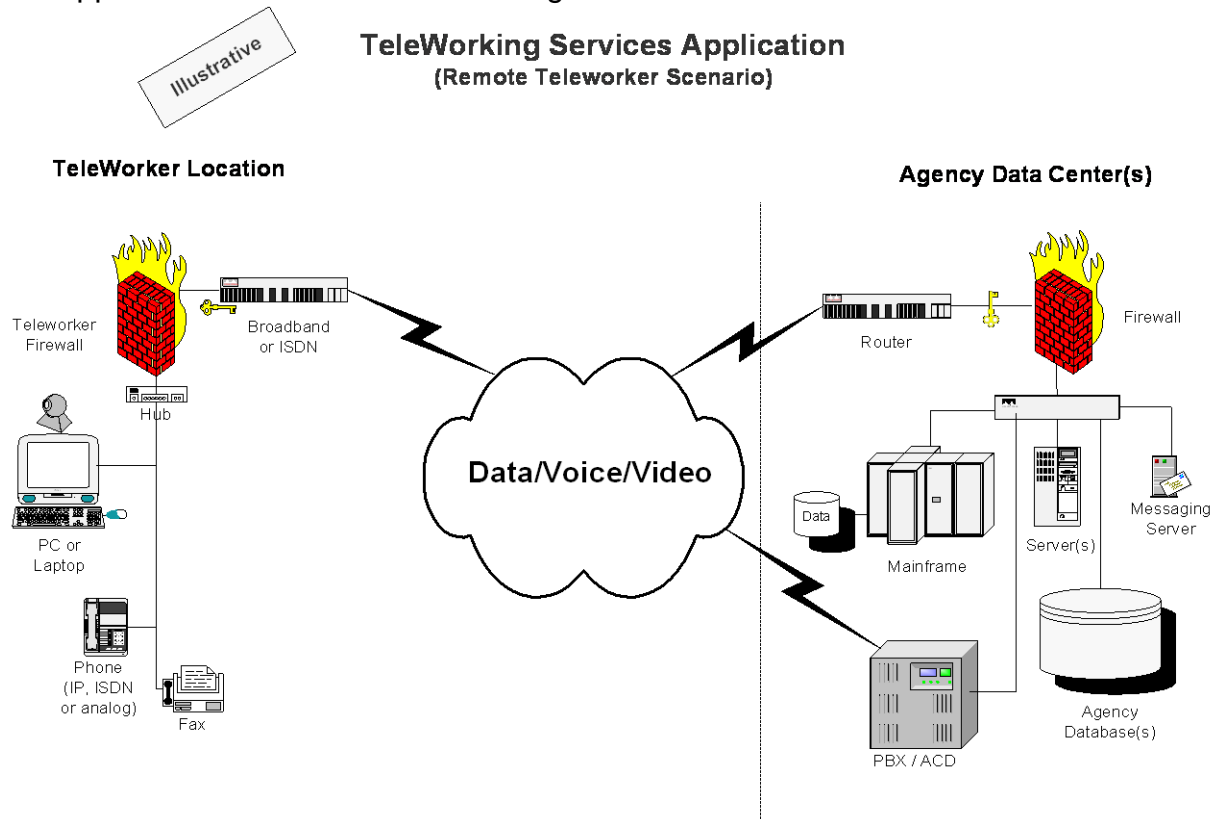 TeleWorking Services Application
(Remote Teleworker Scenario)
Illustrative
TeleWorker Location
Agency Data Center(s)
Teleworker
Firewall
Broadband
or ISDN
Hub
PC or
Laptop
Phone
(IP, ISDN
or analog)
Fax
Data/Voice/Video
Router
Firewall
Data
Mainframe
Server(s)
Messaging
Server
Agency
Database(s)
PBX / ACD